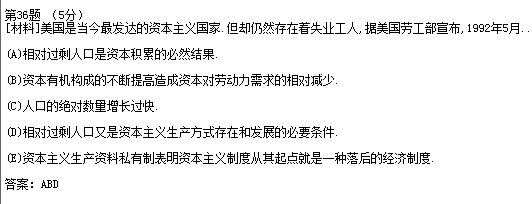 第36题 （5分）
[材料]美国是当今最发达的资本主义国家.但却仍然存在着失业工人,据美国劳工部宣布,1992年5月..
(A)相对过剩人口是资本积累的必然结果.
(B)资本有机构成的不断提高造成资本对劳动力需求的相对减少.
(C)人口的绝对数量增长过快.
(D)相对过剩人口又是资本主义生产方式存在和发展的必要条件.
(E)资本主义生产资料私有制表明资本主义制度从其起点就是一种落后的经济制度.
答案：ABD